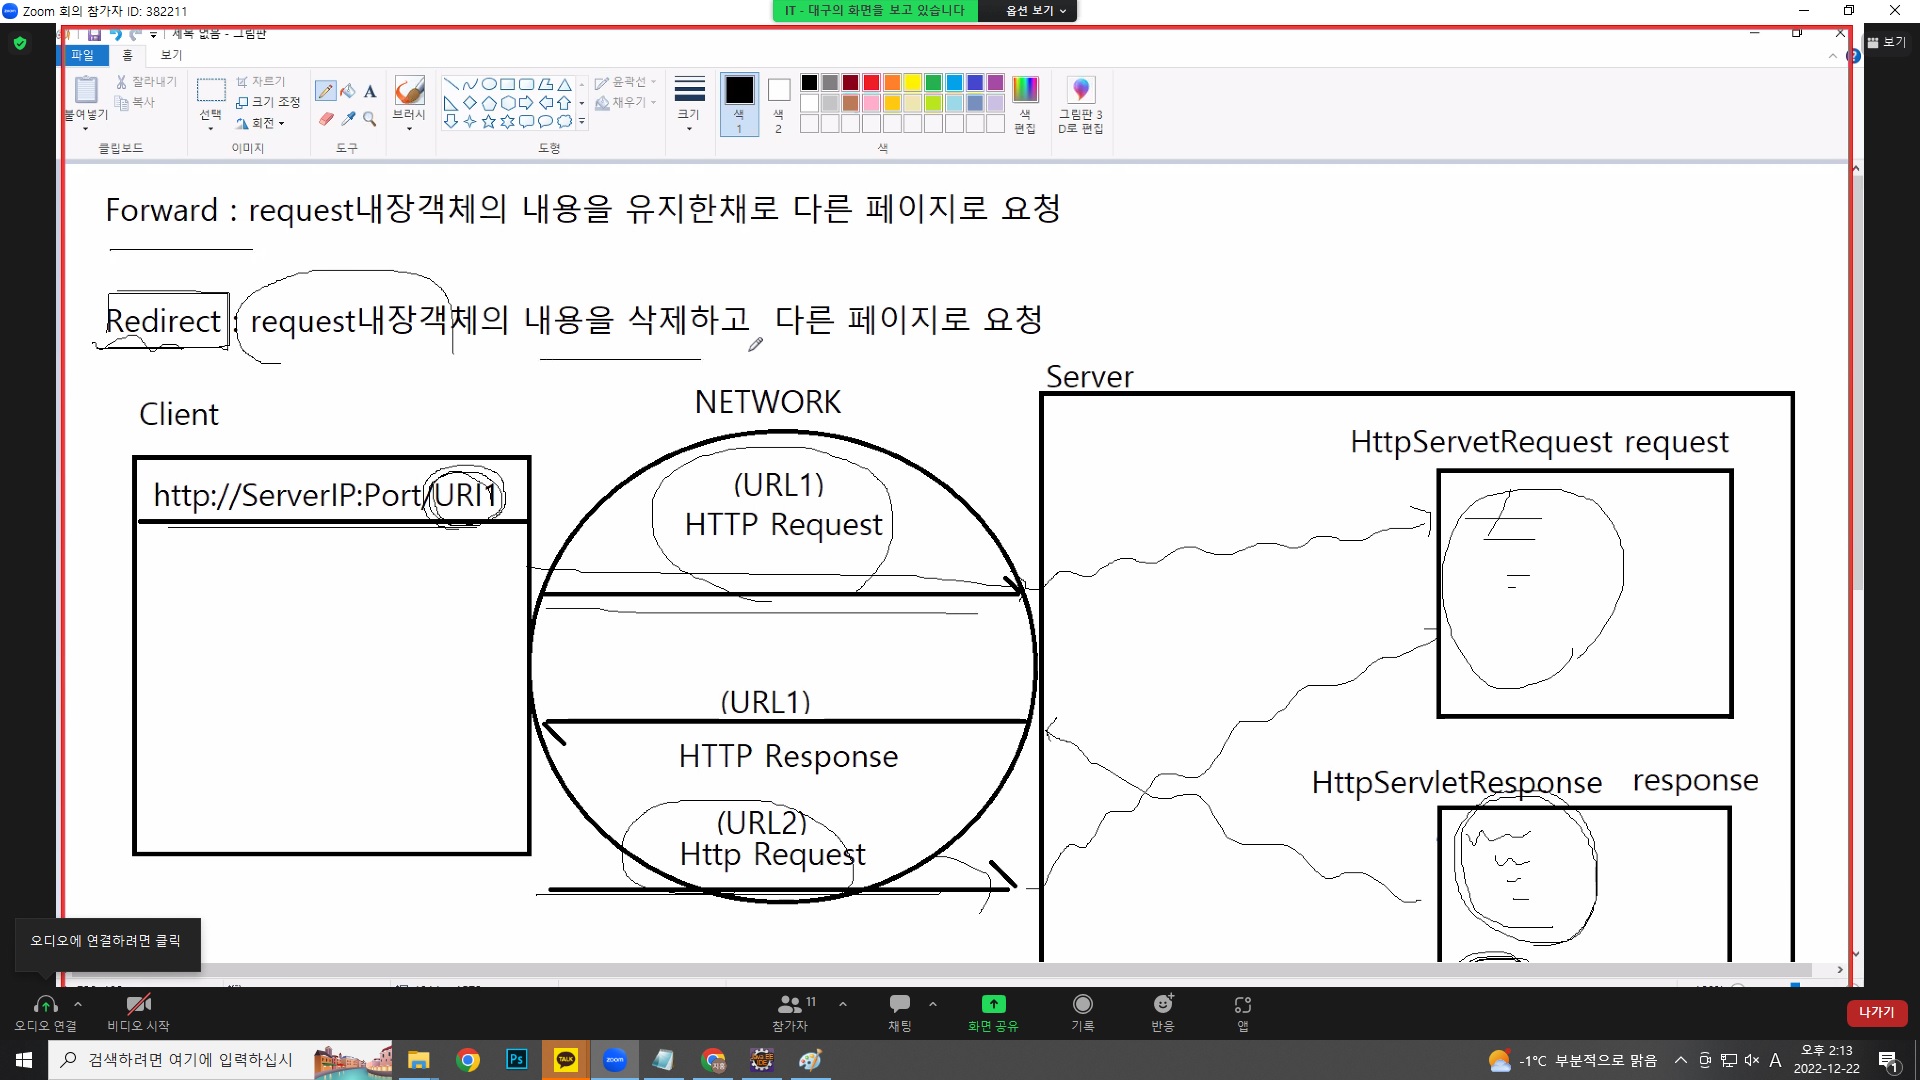 Zoom 회의 참가자 ID: 382211
IT - 대구의 화면을 보고 있습니다
옵션 보기
보기
제목 없음 - 그림판
파일
홈
보기
붙여넣기
잘라내기
복사
클립보드
선택
자르기
크기 조정
회전
이미지
도구
브러시
윤곽선
채우기
도형
크기
색
1
색
2
색
편집
색
그림판 3
D로 편집
Forward : request내장객체의 내용을 유지한채로 다른 페이지로 요청
Redirect : request내장객체의 내용을 삭제하고 다른 페이지로 요청
Server
Client
NETWORK
HttpServetRequest request
http://ServerIP:Port/URI1
(URL1)
HTTP Request
(URL1)
HTTP Response
HttpServletResponse response
(URL2)
Http Request
오디오에 연결하려면 클릭
오디오 연결
비디오 시작
참가자
11
채팅
화면 공유
기록
반응
앱
나가기
검색하려면 여기에 입력하십시
Ps
TALK
zoom
-1°C 부분적으로 맑음
A
오후 2:13
2022-12-22
1